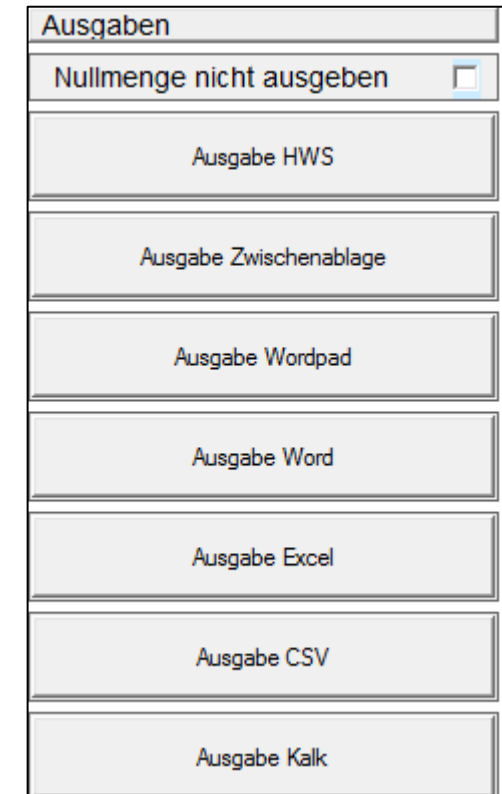 Ausgaben
Nullmenge nicht ausgeben
Ausgabe HWS
Ausgabe Zwischenablage
Ausgabe Wordpad
Ausgabe Word
Ausgabe Excel
Ausgabe CSV
Ausgabe Kalk